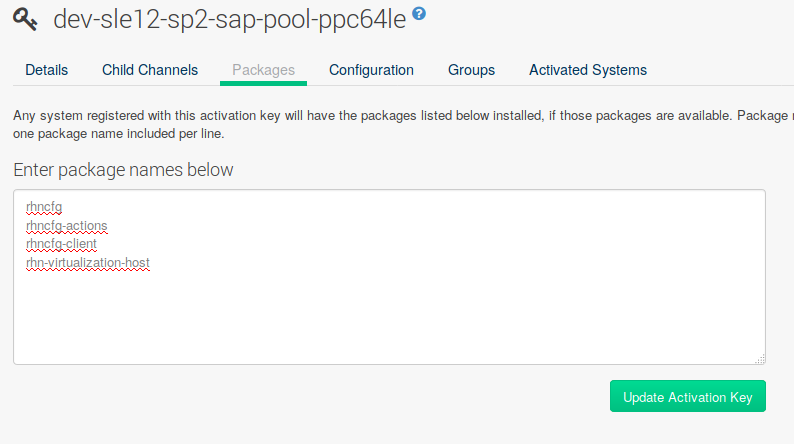 dev-sle12-sp2-sap-pool-ppc64le ?
Details Child Channels Packages Configuration Groups Activated Systems
Any system registered with this activation key will have the packages listed below installed, if those packages are available. Package
one package name included per line.
Enter package names below
rhncfg
rhncfg-actions
rhncfg-client
rhn-virtualization-host
Update Activation Key